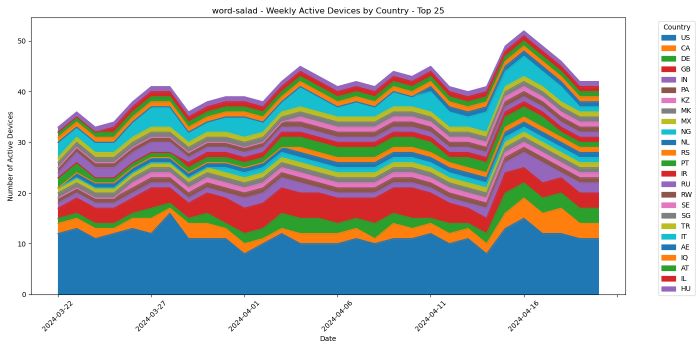 word-salad - Weekly Active Devices by Country - Top 25
Number of Active Devices
50
40
30
20
10
0
2024-03-22
2024-03-27
2024-04-01
2024-04-06
2024-04-11
2024-04-16
Date
Country
US
CA
DE
GB
IN
PA
KZ
MK
MX
NG
NL
RS
PT
IR
RU
RW
SE
SG
TR
IT
AE
IQ
AT
IL
HU